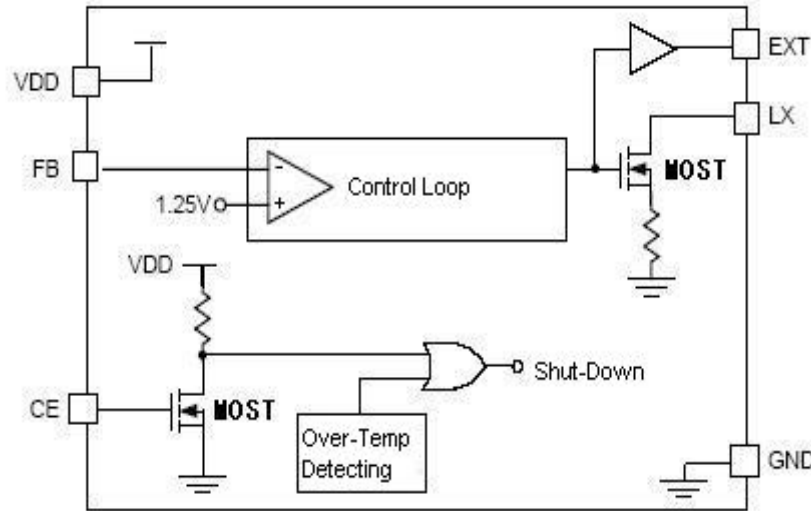 EXT
VDD
LX
FB
-
Control Loop
MOST
1.25V
+
VDD
Shut-Down
CE
MOST
Over-Temp
Detecting
GND